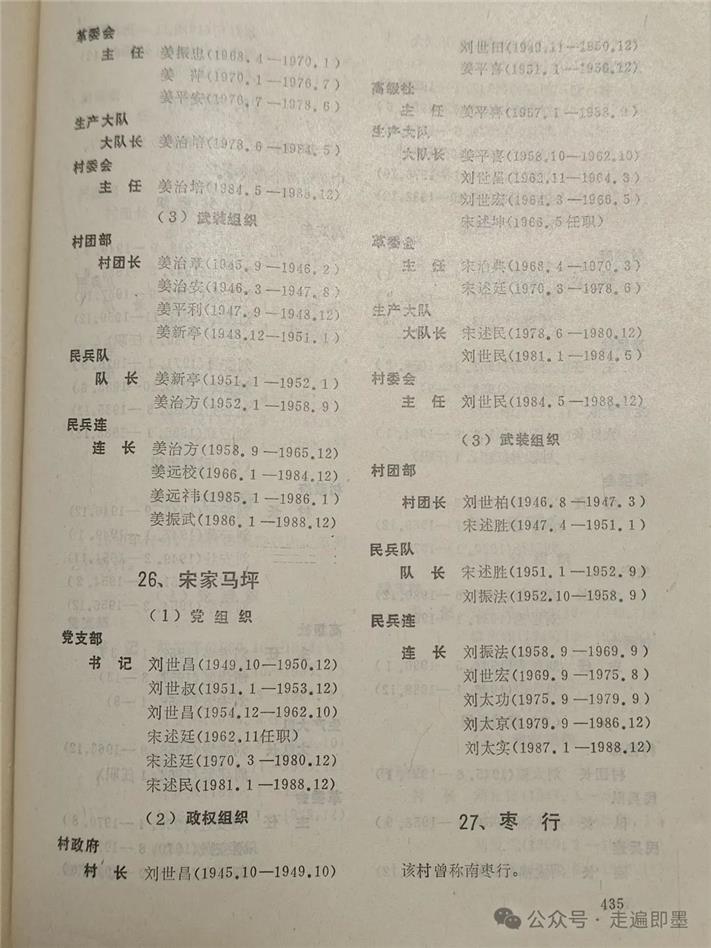 革委会
主 任 姜振忠(1968.4—1970.1)
姜 萍(1970.1—1976.7)
姜平安(1976.7—1978.6)
生产大队
大队长 姜治培(1978.6—1984.5)
村委会
主 任 姜治培(1984.5—1988.12)
(3) 武装组织
村团部
村团长 姜治章(1945.9—1946.2)
姜治安(1946.3—1947.8)
姜平利(1947.9—1948.12)
姜新亭(1948.12—1951.1)
民兵队
队 长 姜新亭(1951.1—1952.1)
姜治方(1952.1—1958.9)
民兵连
连 长 姜治方(1958.9—1965.12)
姜远校(1966.1—1984.12)
姜远祎(1985.1—1986.1)
姜振武(1986.1—1988.12)
26、宋家马坪
(1) 党组织
党支部
书 记 刘世昌(1949.10—1950.12)
刘世叔(1951.1—1953.12)
刘世昌(1954.12—1962.10)
宋述廷(1962.11任职)
宋述廷(1970.3—1980.12)
宋述民(1981.1—1988.12)
(2) 政权组织
村政府
村 长 刘世昌(1945.10—1949.10)
刘世田(1949.11—1950.12)
姜平喜(1951.1—1956.12)
高级社
主 任 姜平喜(1957.1—1958.9)
生产大队
大队长 姜平喜(1958.10—1962.10)
刘世昌(1962.11—1964.3)
刘世宏(1964.3—1966.5)
宋述坤(1966.5任职)
革委会
主 任 宋治典(1968.4—1970.3)
宋述廷(1970.3—1978.6)
生产大队
大队长 宋述民(1978.6—1980.12)
刘世民(1981.1—1984.5)
村委会
主 任 刘世民(1984.5—1988.12)
(3) 武装组织
村团部
村团长 刘世柏(1946.8—1947.3)
宋述胜(1947.4—1951.1)
民兵队
队 长 宋述胜(1951.1—1952.9)
刘振法(1952.10—1958.9)
民兵连
连 长 刘振法(1958.9—1969.9)
刘世宏(1969.9—1975.8)
刘太功(1975.9—1979.9)
刘太京(1979.9—1986.12)
刘太实(1987.1—1988.12)
27、枣 行
该村曾称南枣行。
435
公众号·走遍即墨